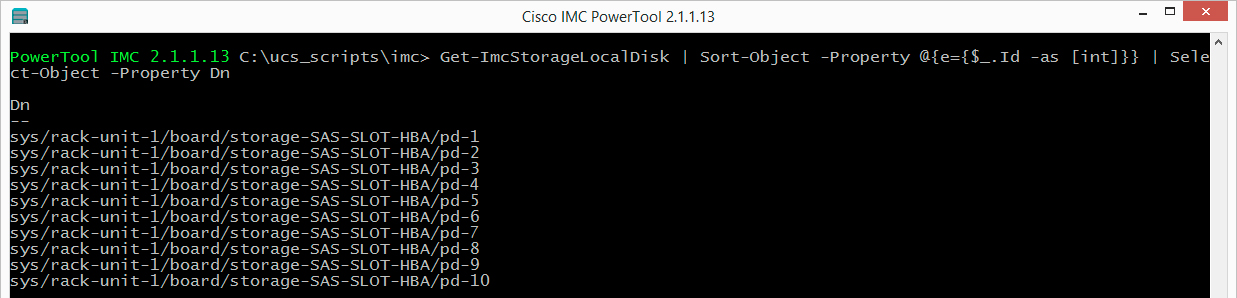 Cisco IMC PowerTool 2.1.1.13
PowerTool IMC 2.1.1.13 C:\ucs_scripts\imc> Get-ImcStorageLocalDisk | Sort-Object -Property @{e={$_.Id -as [int]}} | Sele
ct-Object -Property Dn
Dn
--
sys/rack-unit-1/board/storage-SAS-SLOT-HBA/pd-1
sys/rack-unit-1/board/storage-SAS-SLOT-HBA/pd-2
sys/rack-unit-1/board/storage-SAS-SLOT-HBA/pd-3
sys/rack-unit-1/board/storage-SAS-SLOT-HBA/pd-4
sys/rack-unit-1/board/storage-SAS-SLOT-HBA/pd-5
sys/rack-unit-1/board/storage-SAS-SLOT-HBA/pd-6
sys/rack-unit-1/board/storage-SAS-SLOT-HBA/pd-7
sys/rack-unit-1/board/storage-SAS-SLOT-HBA/pd-8
sys/rack-unit-1/board/storage-SAS-SLOT-HBA/pd-9
sys/rack-unit-1/board/storage-SAS-SLOT-HBA/pd-10